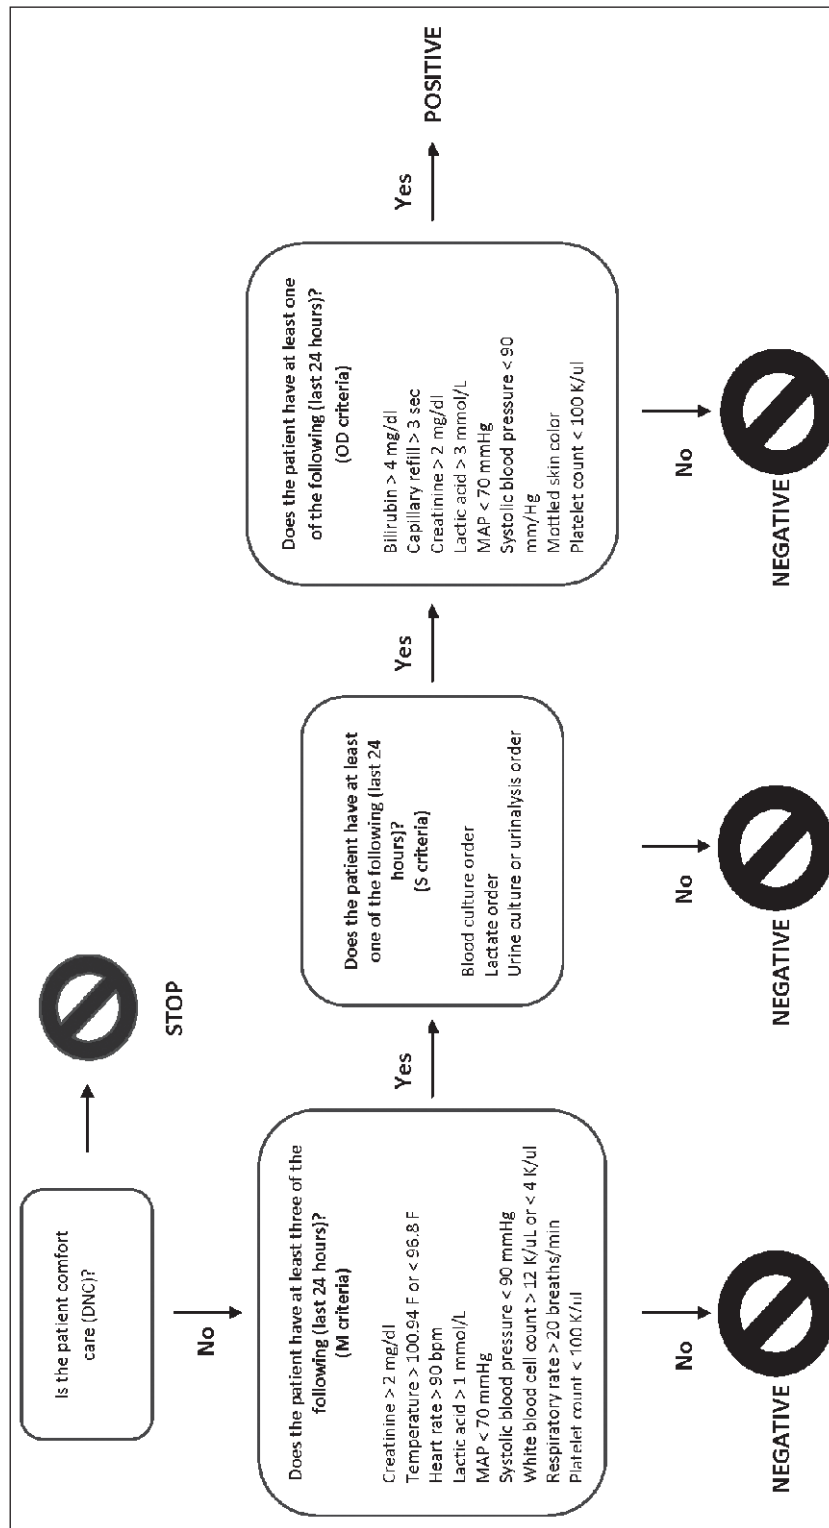 Is the patient comfort
care (DNC)?
STOP
No
Does the patient have at least three of the
following (last 24 hours)?
(M criteria)
Creatinine > 2 mg/dl
Temperature > 100.94 F or < 96.8 F
Heart rate > 90 bpm
Lactic acid > 1 mmol/L
MAP < 70 mmHg
Systolic blood pressure < 90 mmHg
White blood cell count > 12 K/uL or < 4 K/ul
Respiratory rate > 20 breaths/min
Platelet count < 100 K/ul
No
NEGATIVE
Yes
Does the patient have at least
one of the following (last 24
hours)?
(S criteria)
Blood culture order
Lactate order
Urine culture or urinalysis order
No
NEGATIVE
Yes
Does the patient have at least one
of the following (last 24 hours)?
(OD criteria)
Bilirubin > 4 mg/dl
Capillary refill > 3 sec
Creatinine > 2 mg/dl
Lactic acid > 3 mmol/L
MAP < 70 mmHg
Systolic blood pressure < 90
mm/Hg
Mottled skin color
Platelet count < 100 K/ul
No
NEGATIVE
Yes
POSITIVE